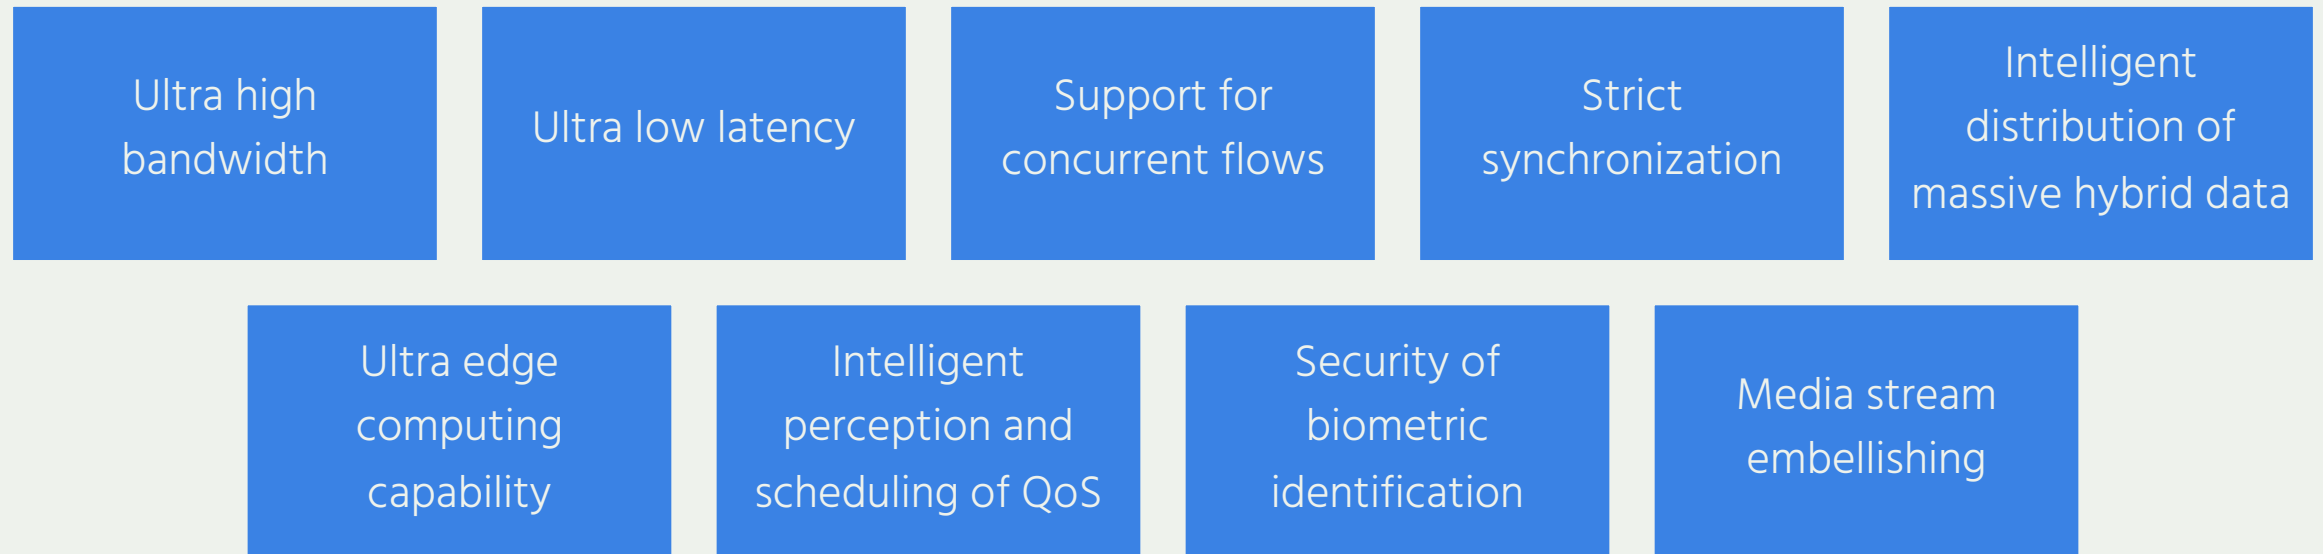 Ultra high
bandwidth
Ultra low latency
Support for
concurrent flows
Strict
synchronization
Intelligent
distribution of
massive hybrid data
Ultra edge
computing
capability
Intelligent
perception and
scheduling of QoS
Security of
biometric
identification
Media stream
embellishing